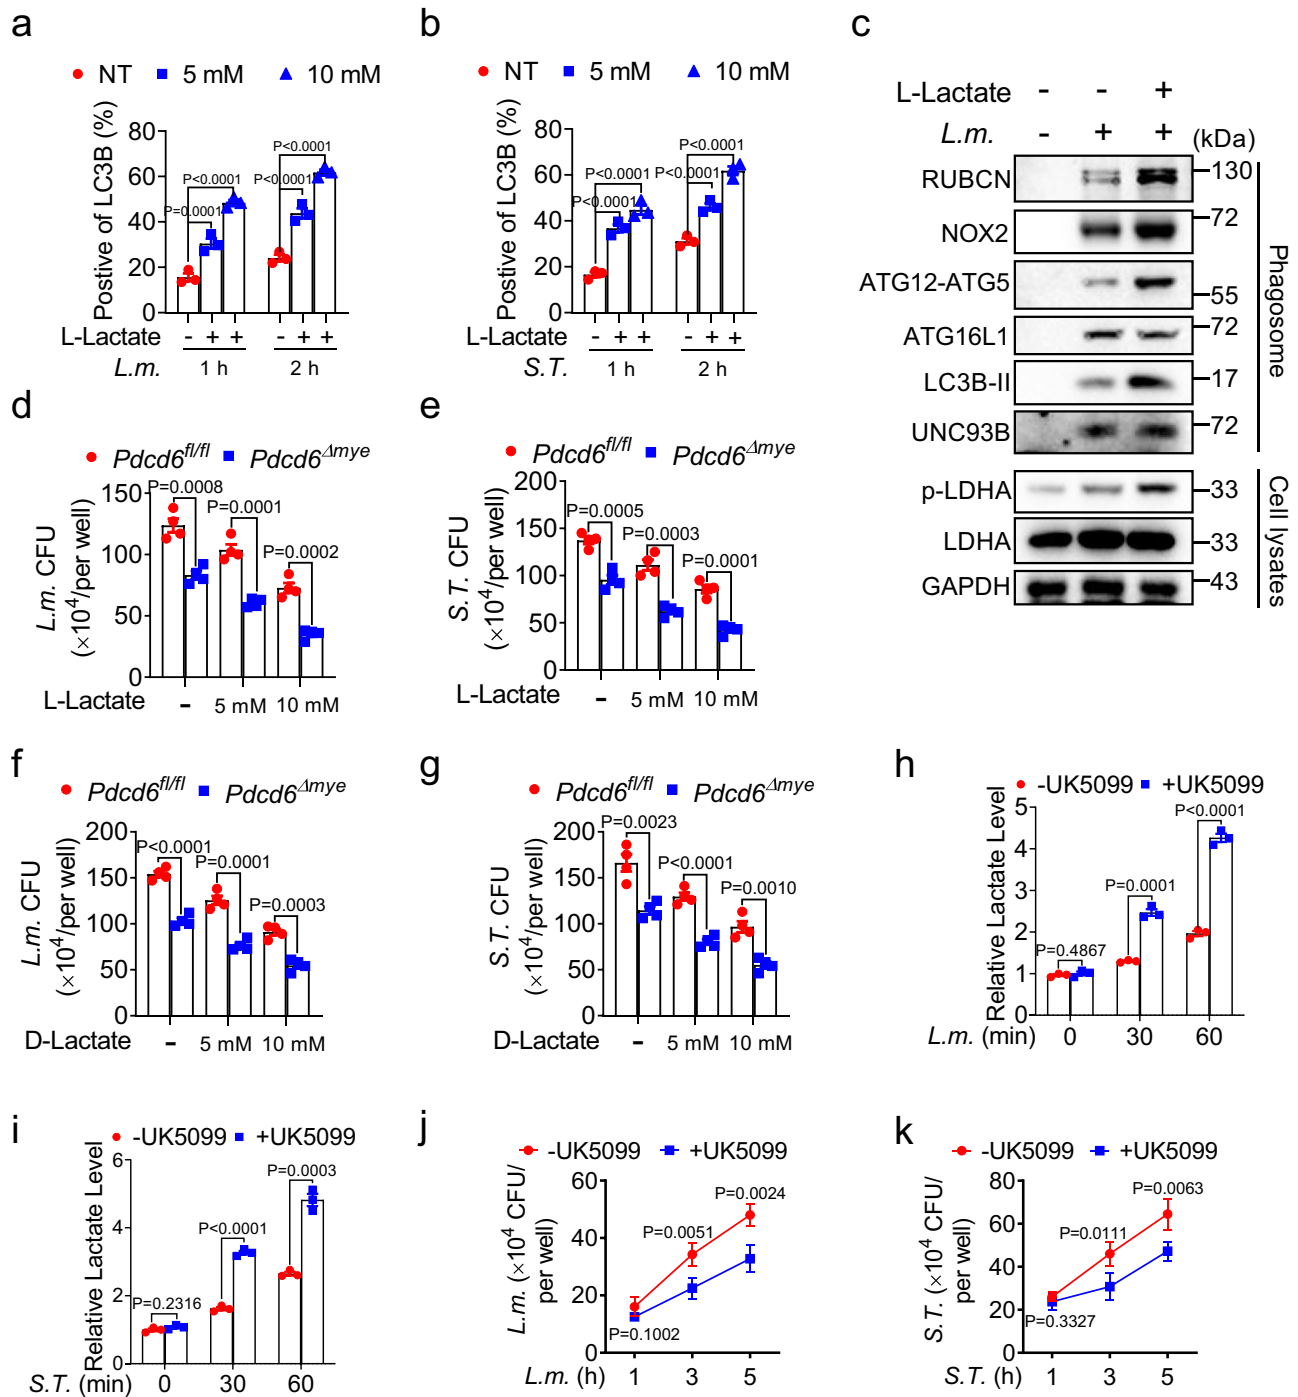 a
NT 5 mM 10 mM
Postive of LC3B (%)
80
60
40
20
0
P<0.0001
P<0.0001
P<0.0001
P=0.0001
L-Lactate - + + - + +
L.m. 1 h 2 h
b
NT 5 mM 10 mM
Postive of LC3B (%)
80
60
40
20
0
P<0.0001
P<0.0001
P<0.0001
P<0.0001
L-Lactate - + + - + +
S.T. 1 h 2 h
c
L-Lactate - - +
L.m. - + + (kDa)
RUBCN 130
NOX2 72
ATG12-ATG5 55
ATG16L1 72
LC3B-II 17
UNC93B 72
Phagosome
p-LDHA 33
LDHA 33
GAPDH 43
Cell lysates
d
Pdcd6fl/fl Pdcd6Δmye
L.m. CFU
(×10⁴/per well)
150
100
50
0
P=0.0008
P=0.0001
P=0.0002
L-Lactate - 5 mM 10 mM
e
Pdcd6fl/fl Pdcd6Δmye
S.T. CFU
(×10⁴/per well)
200
150
100
50
0
P=0.0005
P=0.0003
P=0.0001
L-Lactate - 5 mM 10 mM
f
Pdcd6fl/fl Pdcd6Δmye
L.m. CFU
(×10⁴/per well)
200
150
100
50
0
P<0.0001
P=0.0001
P=0.0003
D-Lactate - 5 mM 10 mM
g
Pdcd6fl/fl Pdcd6Δmye
S.T. CFU
(×10⁴/per well)
200
150
100
50
0
P=0.0023
P<0.0001
P=0.0010
D-Lactate - 5 mM 10 mM
h
-UK5099 +UK5099
Relative Lactate Level
5
4
3
2
1
0
P<0.0001
P=0.0001
P=0.4867
L.m. (min) 0 30 60
i
-UK5099 +UK5099
Relative Lactate Level
6
4
2
0
P=0.0003
P<0.0001
P=0.2316
S.T. (min) 0 30 60
j
-UK5099 +UK5099
L.m. (×10⁴ CFU/
per well)
60
40
20
0
P=0.0024
P=0.0051
P=0.1002
L.m. (h) 1 3 5
k
-UK5099 +UK5099
S.T. (×10⁴ CFU/
per well)
80
60
40
20
0
P=0.0063
P=0.0111
P=0.3327
S.T. (h) 1 3 5